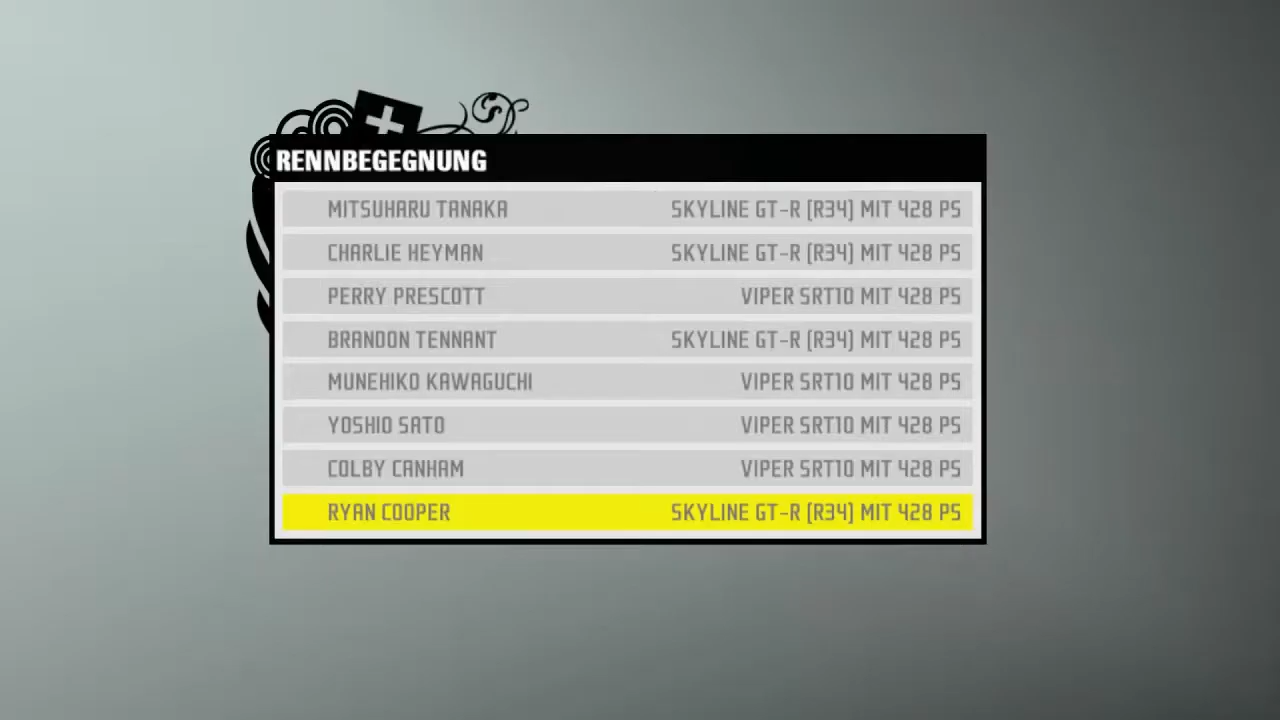 RENNBEGEGNUNG
MITSUHARU TANAKA SKYLINE GT-R (R34) MIT 428 PS
CHARLIE HEYMAN SKYLINE GT-R (R34) MIT 428 PS
PERRY PRESCOTT VIPER SRT10 MIT 428 PS
BRANDON TENNANT SKYLINE GT-R (R34) MIT 428 PS
MUNEHIKO KAWAGUCHI VIPER SRT10 MIT 428 PS
YOSHIO SATO VIPER SRT10 MIT 428 PS
COLBY CANHAM VIPER SRT10 MIT 428 PS
RYAN COOPER SKYLINE GT-R (R34) MIT 428 PS